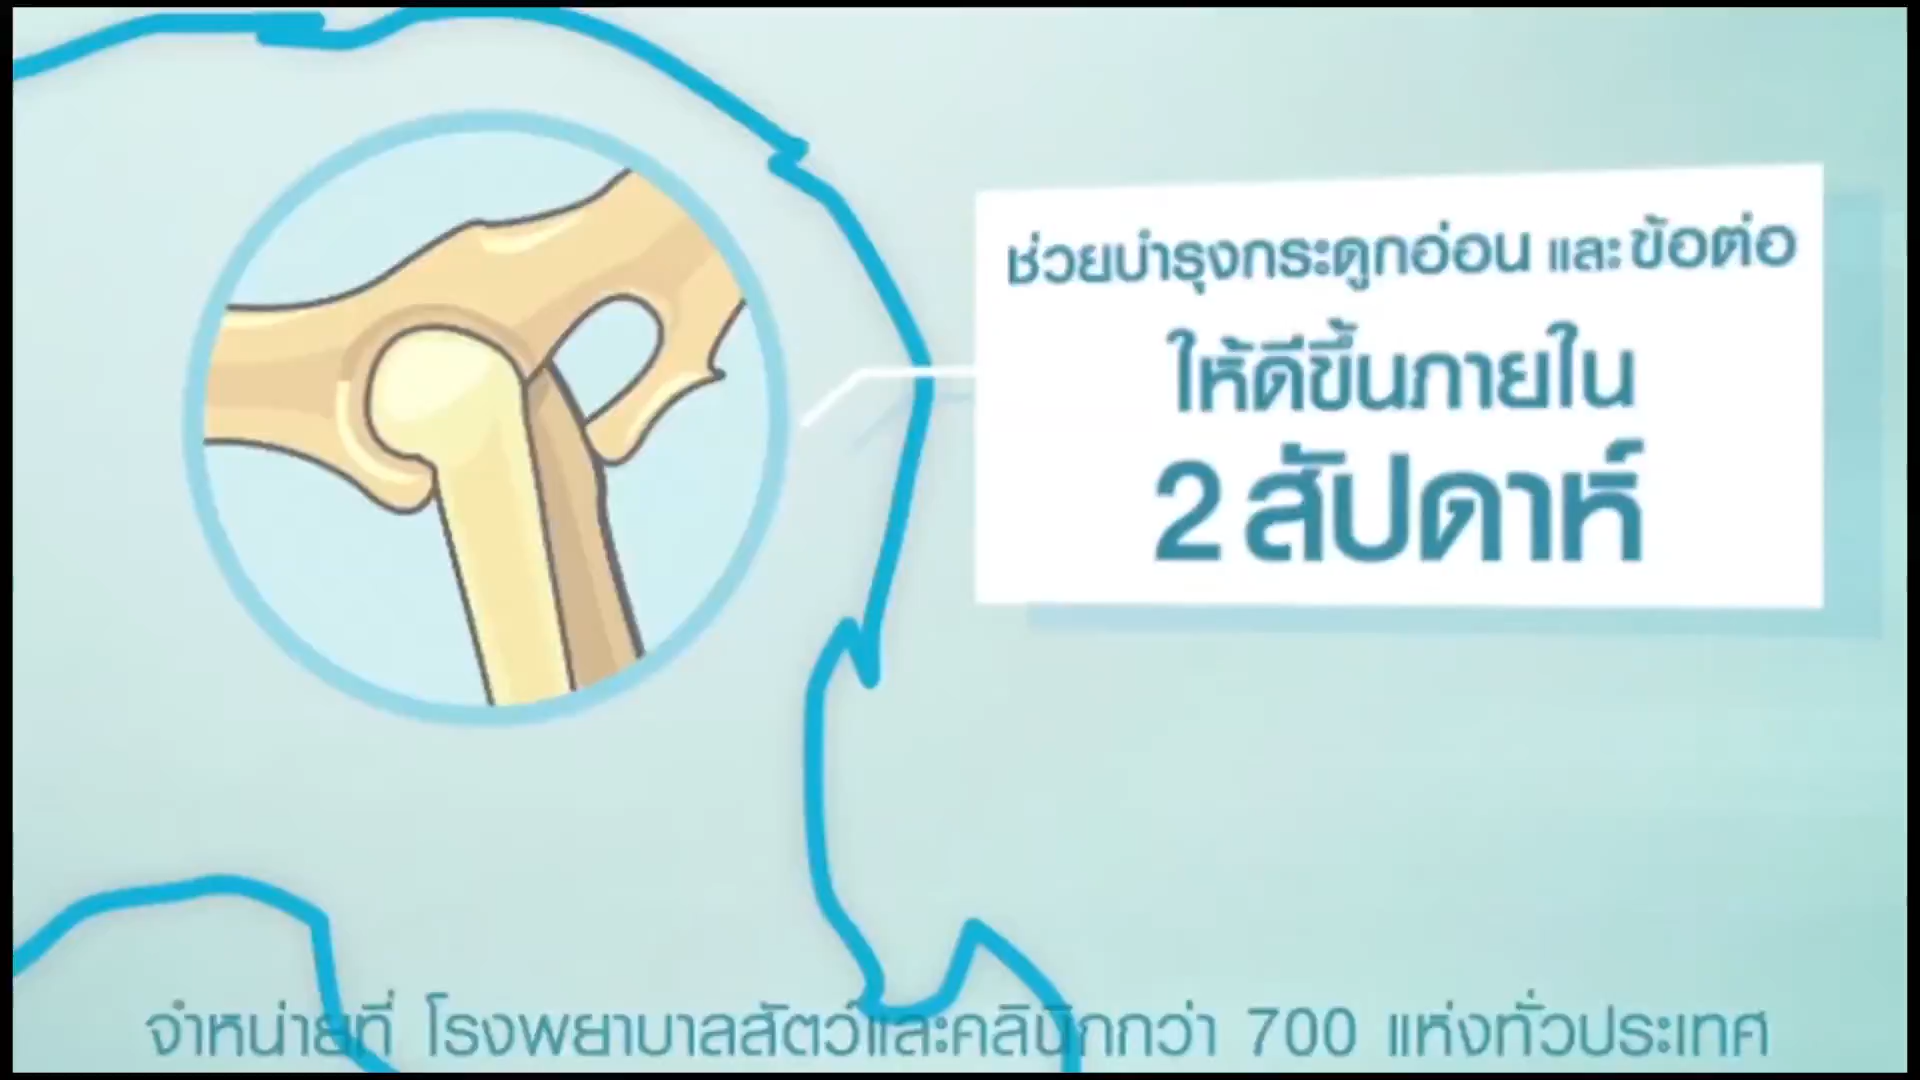 ช่วยบำรุงกระดูกอ่อน และ ข้อต่อ
ให้ดีขึ้นภายใน
2 สัปดาห์
จำหน่ายที่ โรงพยาบาลสัตว์และคลินิกกว่า 700 แห่งทั่วประเทศ